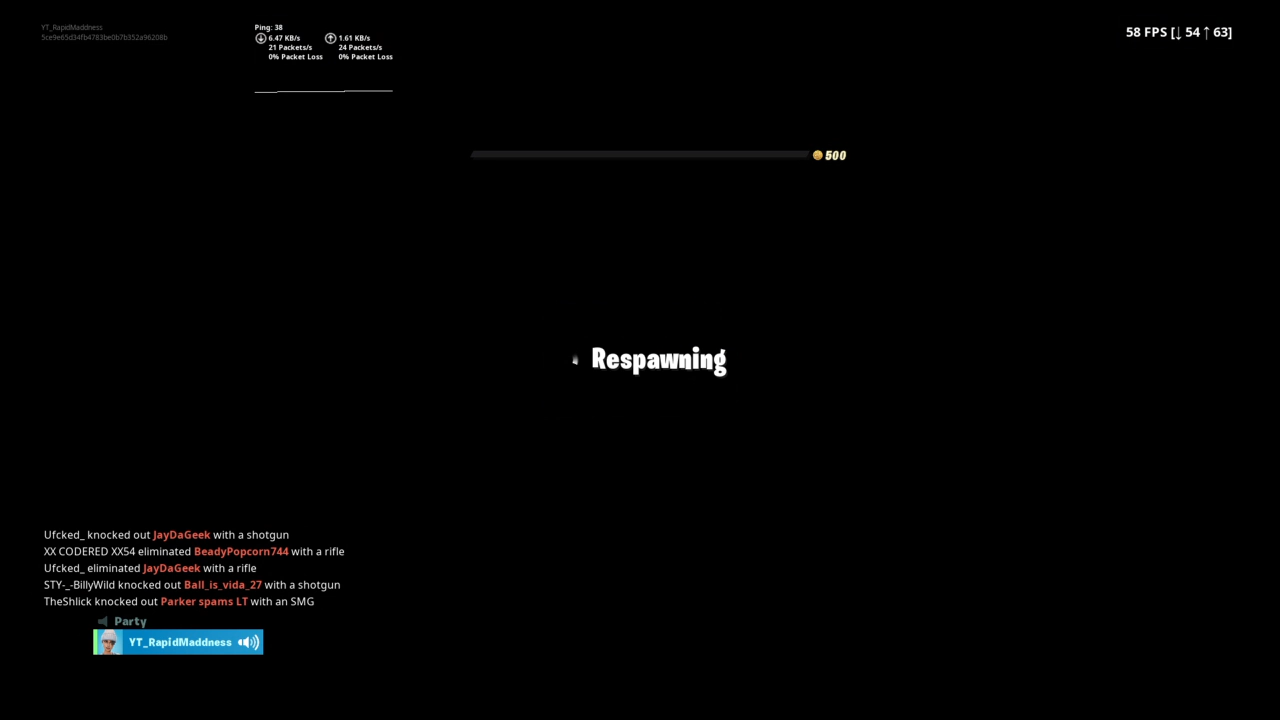 YT_RapidMaddness
5ce9e65d34fb4783be0b7b352a96208b
Ping: 38
6.47 KB/s 1.61 KB/s
21 Packets/s 24 Packets/s
0% Packet Loss 0% Packet Loss
58 FPS [↓ 54 ↑ 63]
500
Respawning
Ufcked_ knocked out JayDaGeek with a shotgun
XX CODERED XX54 eliminated BeadyPopcorn744 with a rifle
Ufcked_ eliminated JayDaGeek with a rifle
STY-_-BillyWild knocked out Ball_is_vida_27 with a shotgun
TheShlick knocked out Parker spams LT with an SMG
Party
YT_RapidMaddness